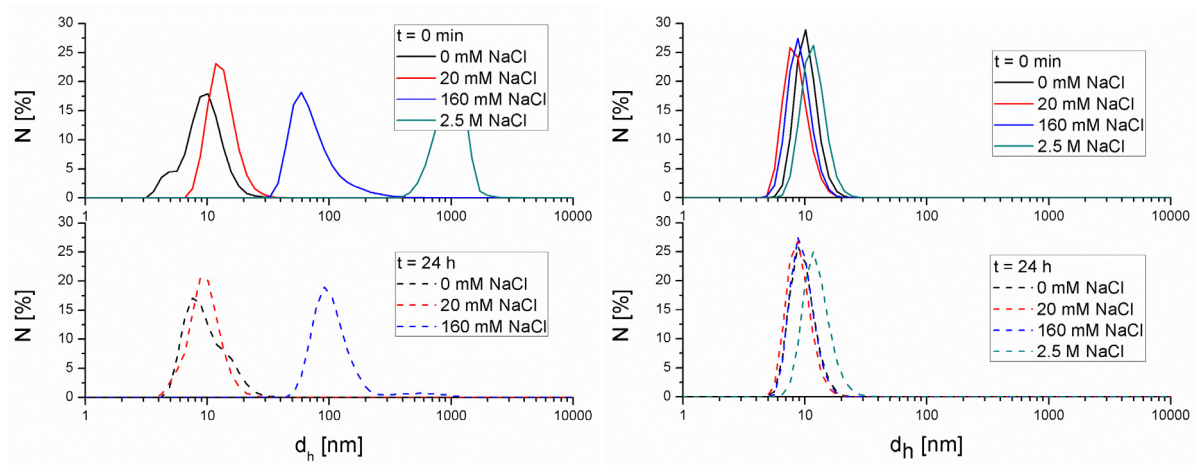 N [%]
30
25
20
15
10
5
0
t = 0 min
0 mM NaCl
20 mM NaCl
160 mM NaCl
2.5 M NaCl
1 10 100 1000 10000
N [%]
30
25
20
15
10
5
0
t = 24 h
0 mM NaCl
20 mM NaCl
160 mM NaCl
1 10 100 1000 10000
dh [nm]
N [%]
30
25
20
15
10
5
0
t = 0 min
0 mM NaCl
20 mM NaCl
160 mM NaCl
2.5 M NaCl
1 10 100 1000 10000
N [%]
30
25
20
15
10
5
0
t = 24 h
0 mM NaCl
20 mM NaCl
160 mM NaCl
2.5 M NaCl
1 10 100 1000 10000
dh [nm]